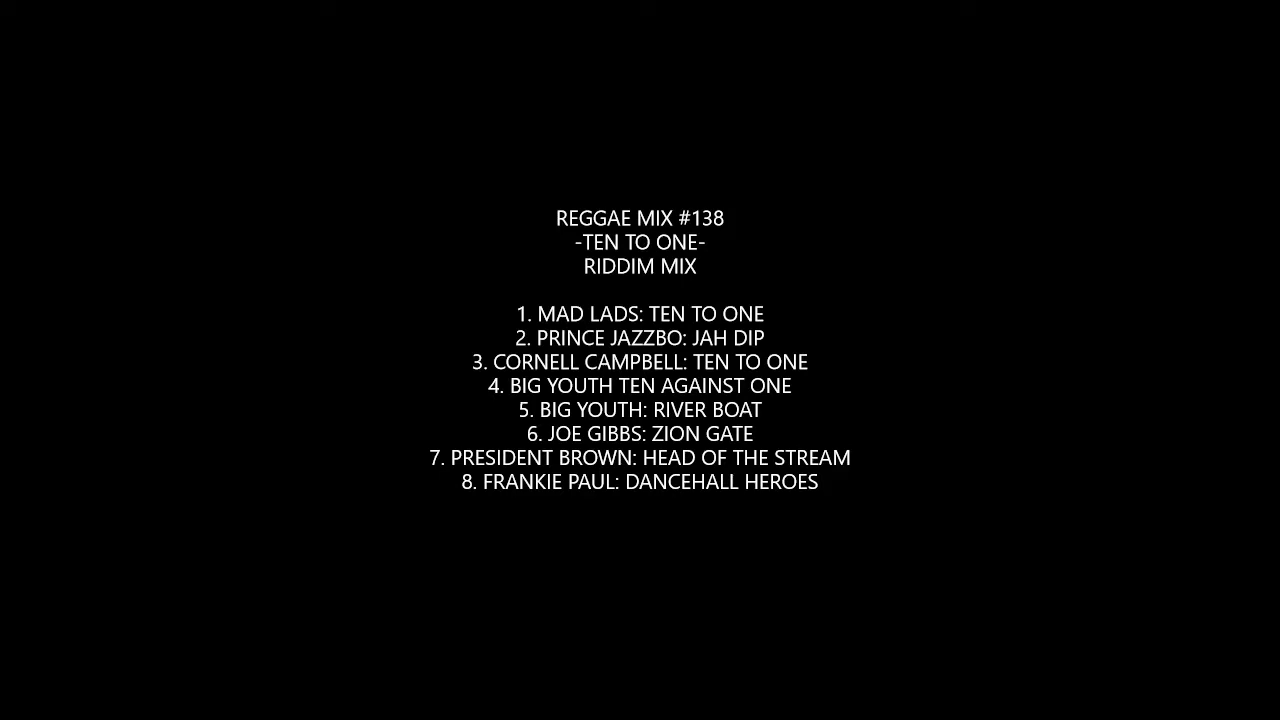 REGGAE MIX #138
-TEN TO ONE-
RIDDIM MIX
1. MAD LADS: TEN TO ONE
2. PRINCE JAZZBO: JAH DIP
3. CORNELL CAMPBELL: TEN TO ONE
4. BIG YOUTH TEN AGAINST ONE
5. BIG YOUTH: RIVER BOAT
6. JOE GIBBS: ZION GATE
7. PRESIDENT BROWN: HEAD OF THE STREAM
8. FRANKIE PAUL: DANCEHALL HEROES